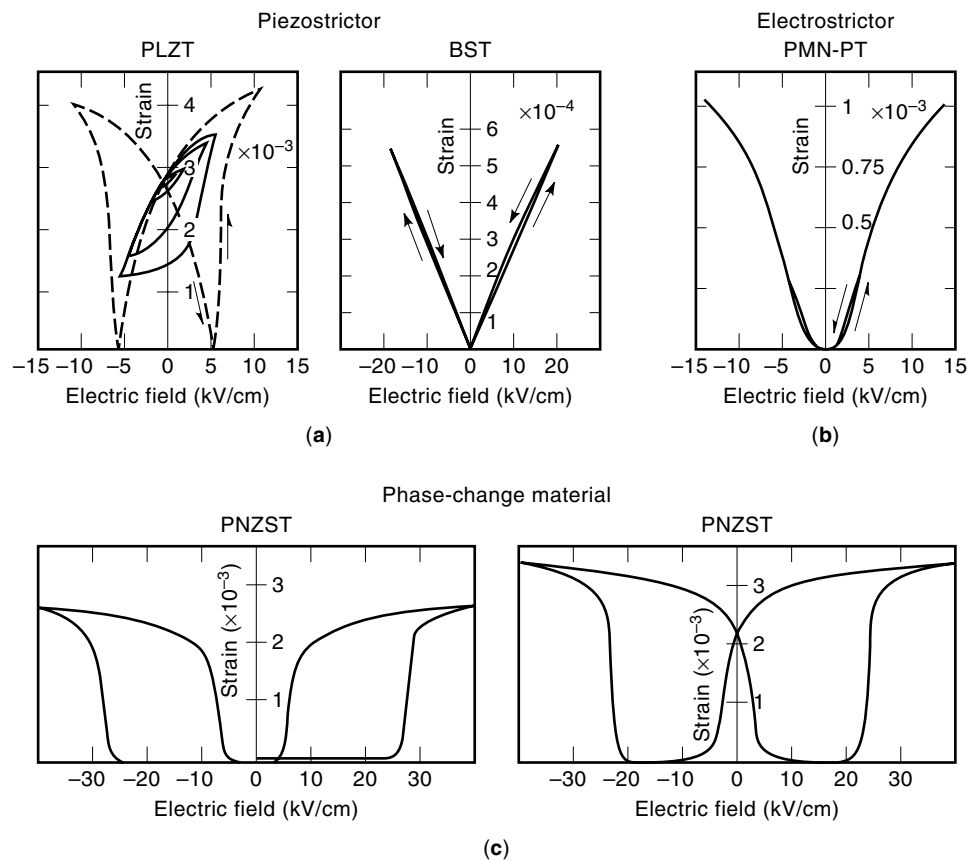 Piezostrictor
Electrostrictor
PLZT
BST
PMN-PT
Strain
4
3
2
1
×10⁻³
−15 −10 −5 0 5 10 15
Electric field (kV/cm)
Strain
×10⁻⁴
6
5
4
3
2
1
−20 −10 0 10 20
Electric field (kV/cm)
(a)
Strain
×10⁻³
1
0.75
0.5
0.25
−15 −10 −5 0 5 10 15
Electric field (kV/cm)
(b)
Phase-change material
PNZST
PNZST
Strain (×10⁻³)
3
2
1
−30 −20 −10 0 10 20 30
Electric field (kV/cm)
Strain (×10⁻³)
3
2
1
−30 −20 −10 0 10 20 30
Electric field (kV/cm)
(c)